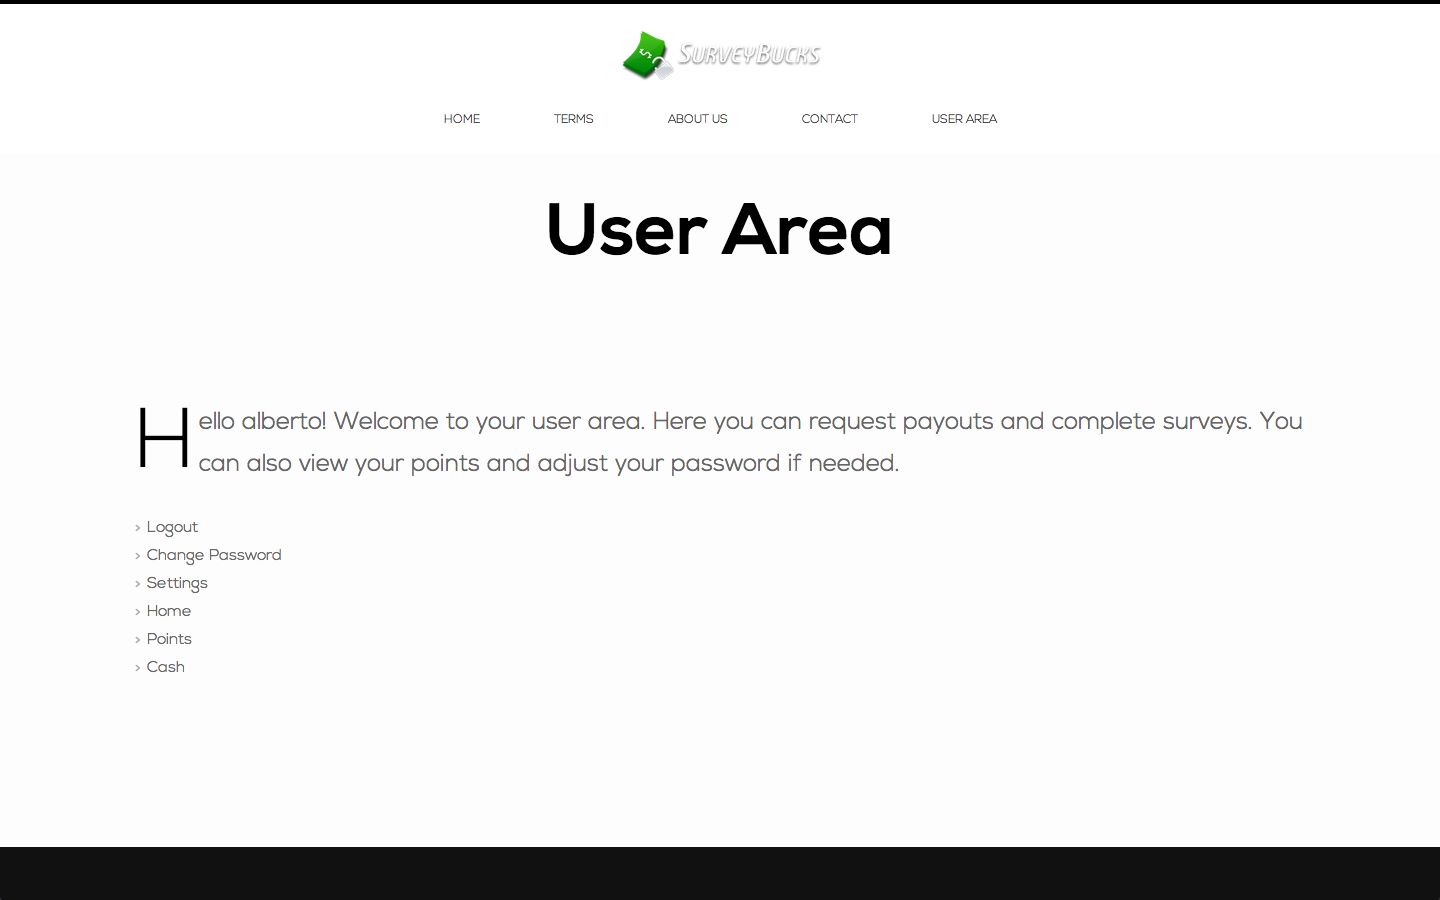 SurveyBucks
HOME TERMS ABOUT US CONTACT USER AREA
User Area
Hello alberto! Welcome to your user area. Here you can request payouts and complete surveys. You
can also view your points and adjust your password if needed.
> Logout
> Change Password
> Settings
> Home
> Points
> Cash